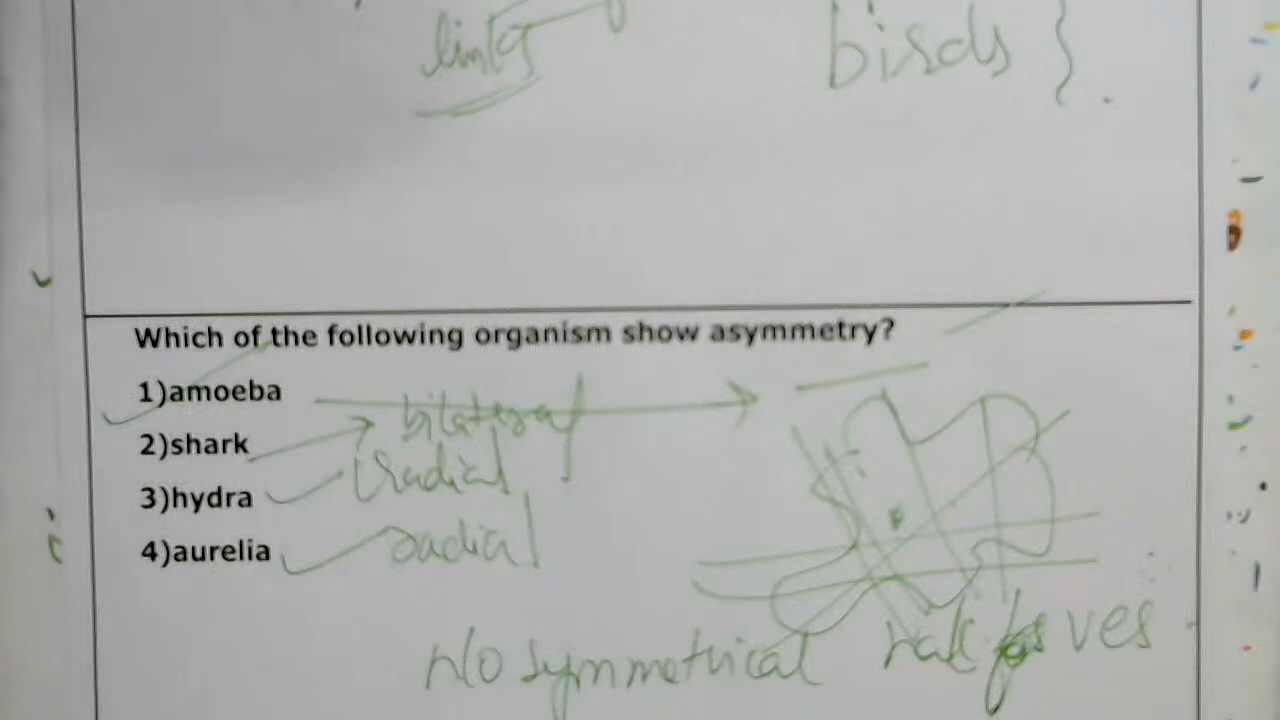 birds }.
Which of the following organism show asymmetry?
1)amoeba
2)shark bilateral
3)hydra radial
4)aurelia radial
No symmetrical